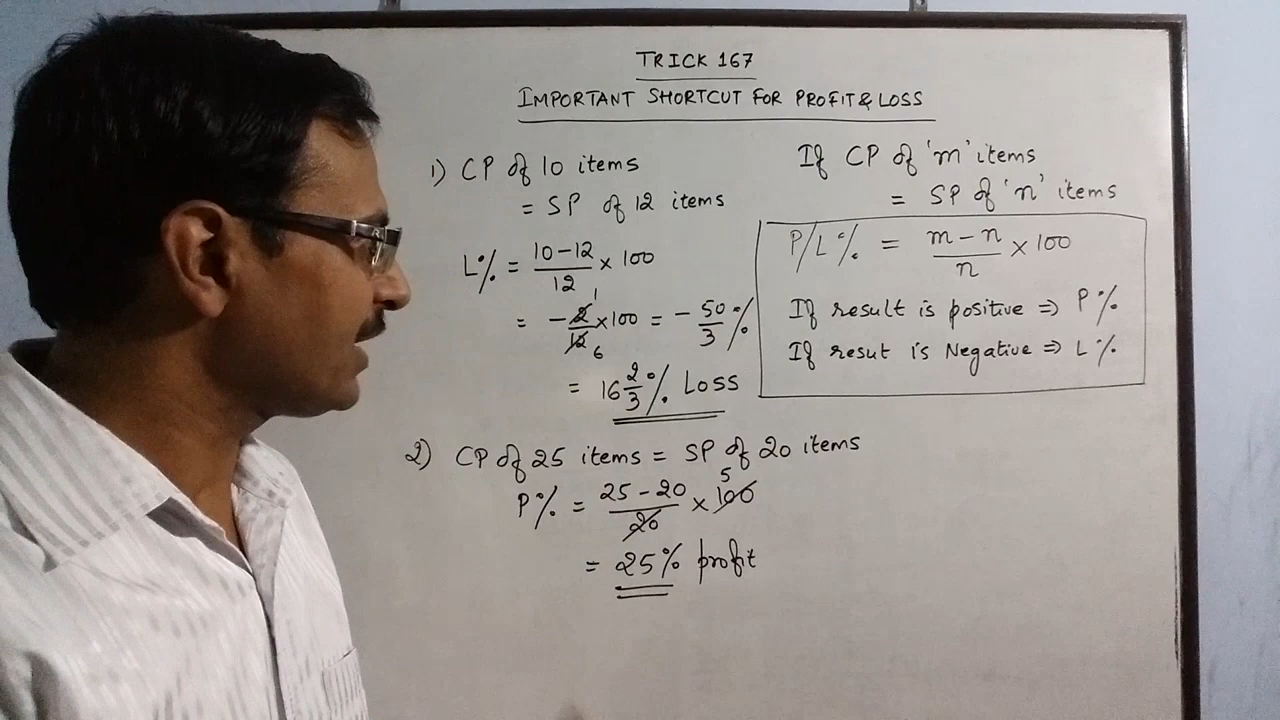 TRICK 167
IMPORTANT SHORTCUT FOR PROFIT & LOSS
1) CP of 10 items
= SP of 12 items
L% = 10-12/12 × 100
= -2/12 1/6 ×100 = -50/3 %
= 16 2/3 % Loss
If CP of 'm' items
= SP of 'n' items
P/L% = m-n/n × 100
If result is positive ⇒ P%
If resut is Negative ⇒ L%
2) CP of 25 items = SP of 20 items
P% = 25-20/20 × 100 5
= 25% profit